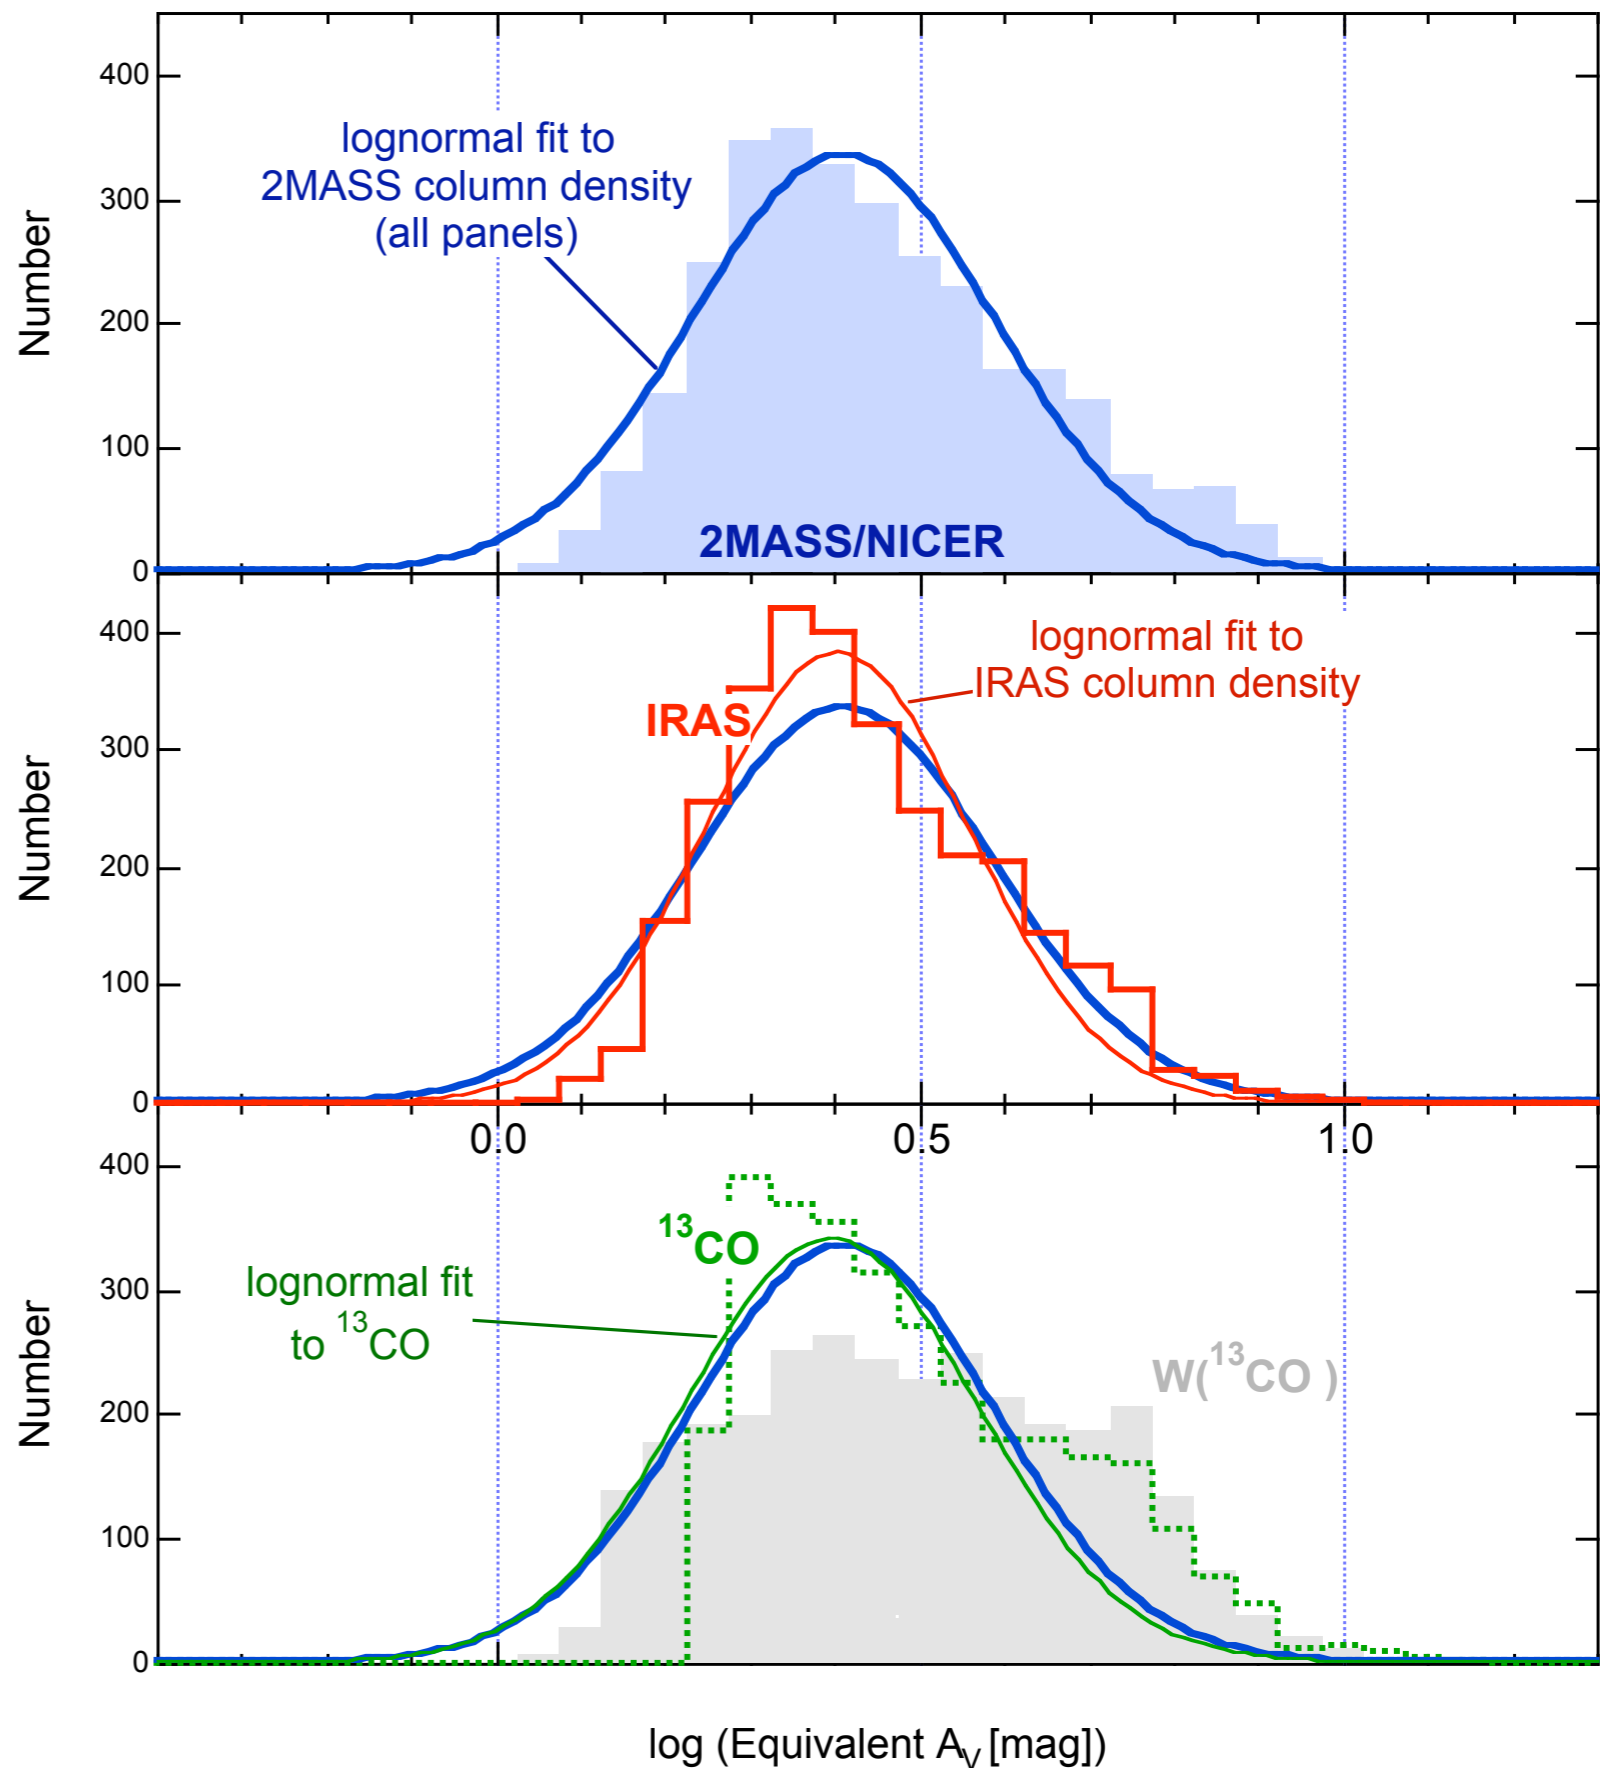 400
300
200
100
0
Number
lognormal fit to
2MASS column density
(all panels)
2MASS/NICER
400
300
200
100
0
Number
IRAS
lognormal fit to
IRAS column density
0.0 0.5 1.0
400
300
200
100
0
Number
13CO
lognormal fit
to 13CO
W(13CO )
log (Equivalent AV [mag])